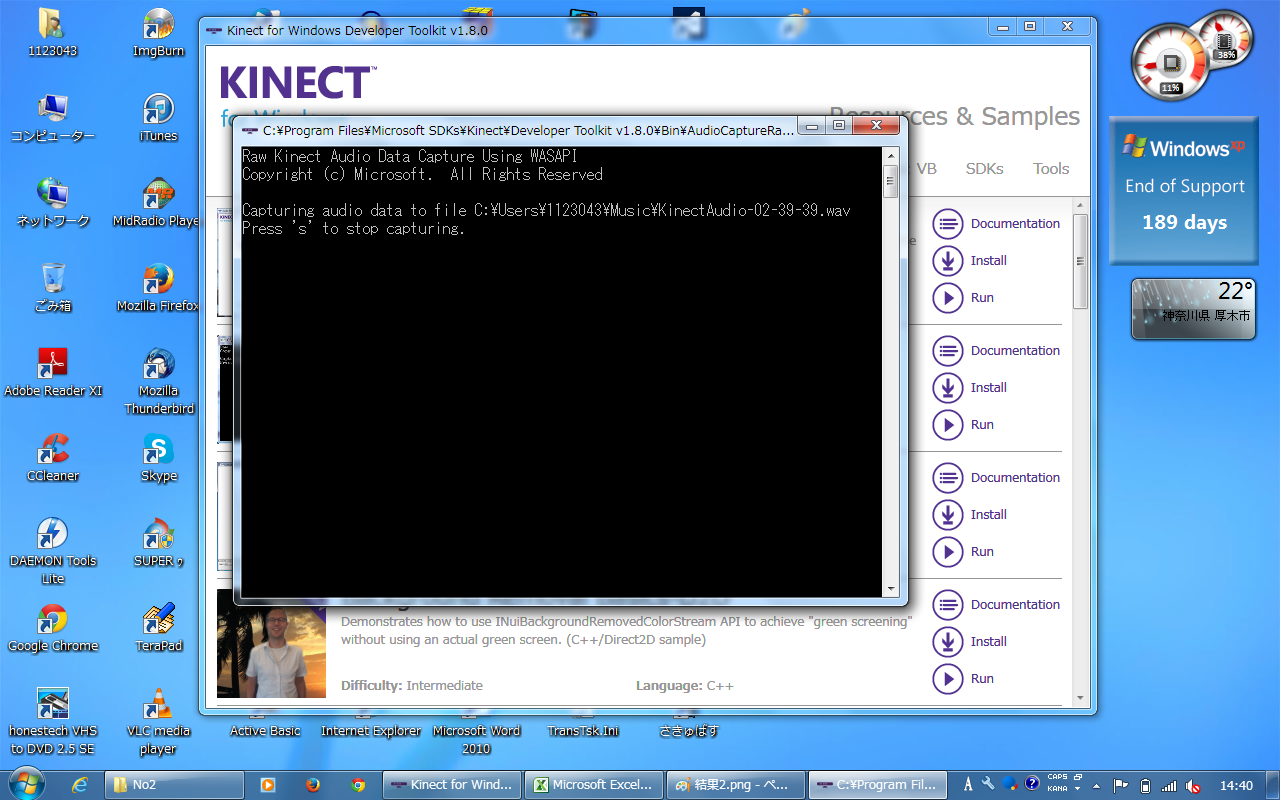 1123043
ImgBurn
コンピューター
iTunes
ネットワーク
MidRadio Playe
ごみ箱
Mozilla Firefox
Adobe Reader XI
Mozilla Thunderbird
CCleaner
Skype
DAEMON Tools Lite
SUPER
Google Chrome
TeraPad
honestech VHS to DVD 2.5 SE
VLC media player
Active Basic
Internet Explorer
Microsoft Word 2010
TransTsk.Ini
さきゅばす
Kinect for Windows Developer Toolkit v1.8.0
KINECT™
for Windows
Resources & Samples
VB
SDKs
Tools
C:¥Program Files¥Microsoft SDKs¥Kinect¥Developer Toolkit v1.8.0¥Bin¥AudioCaptureRa...
Raw Kinect Audio Data Capture Using WASAPI
Copyright (c) Microsoft.  All Rights Reserved
Capturing audio data to file C:¥Users¥1123043¥Music¥KinectAudio-02-39-39.wav
Press 's' to stop capturing.
Documentation
Install
Run
Documentation
Install
Run
Documentation
Install
Run
Documentation
Install
Run
Demonstrates how to use INuiBackgroundRemovedColorStream API to achieve "green screening"
without using an actual green screen. (C++/Direct2D sample)
Difficulty: Intermediate
Language: C++
38%
11%
Windows xp
End of Support
189 days
22°
神奈川県 厚木市
No2
Kinect for Wind...
Microsoft Excel...
結果2.png - ペ...
C:¥Program Fil...
A
CAPS
KANA
14:40